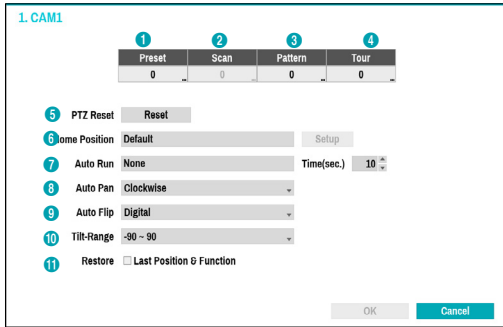 1. CAM1
1 2 3 4
Preset Scan Pattern Tour
0 .. 0 .. 0 .. 0 ..
5 PTZ Reset Reset
6 ome Position Default Setup
7 Auto Run None Time(sec.) 10
8 Auto Pan Clockwise
9 Auto Flip Digital
10 Tilt-Range -90 ~ 90
11 Restore Last Position & Function
OK Cancel